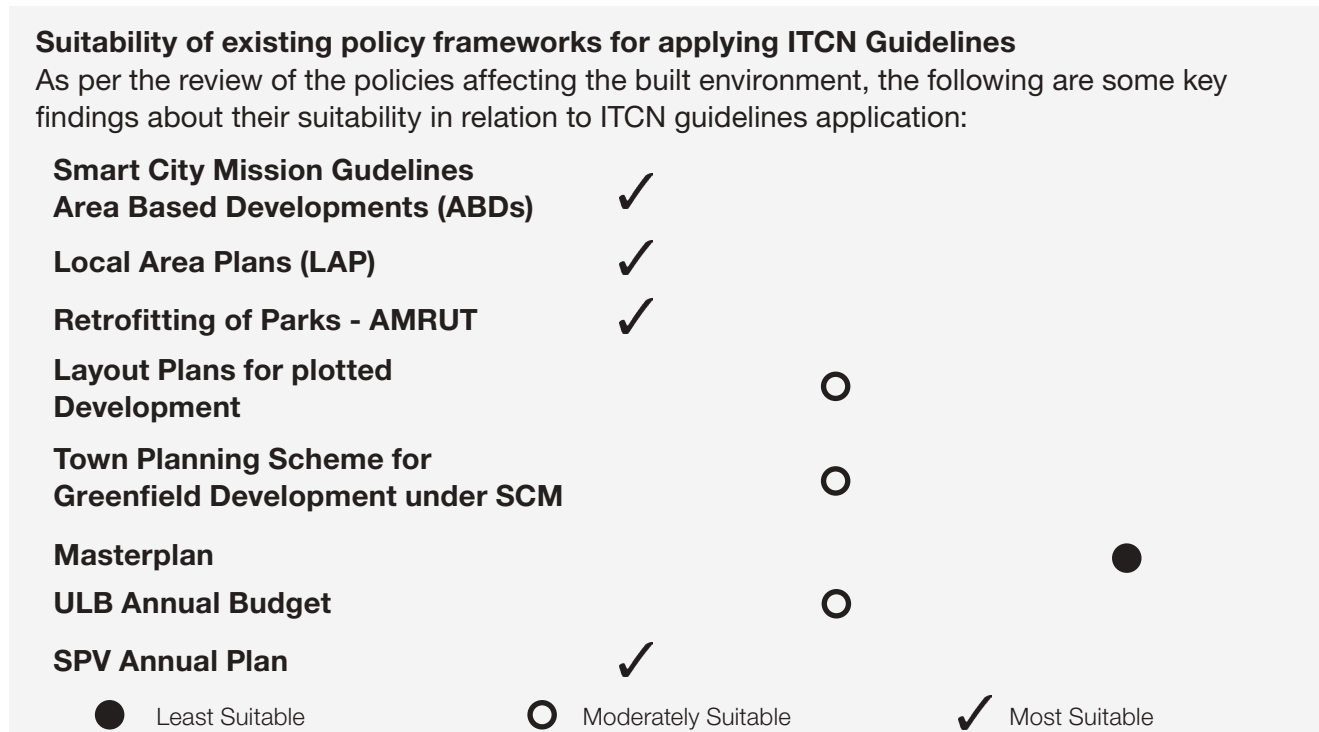 Suitability of existing policy frameworks for applying ITCN Guidelines
As per the review of the policies affecting the built environment, the following are some key
findings about their suitability in relation to ITCN guidelines application:
Smart City Mission Gudelines
Area Based Developments (ABDs) ✓
Local Area Plans (LAP) ✓
Retrofitting of Parks - AMRUT ✓
Layout Plans for plotted
Development
Town Planning Scheme for
Greenfield Development under SCM
Masterplan
ULB Annual Budget
SPV Annual Plan ✓
Least Suitable Moderately Suitable ✓ Most Suitable